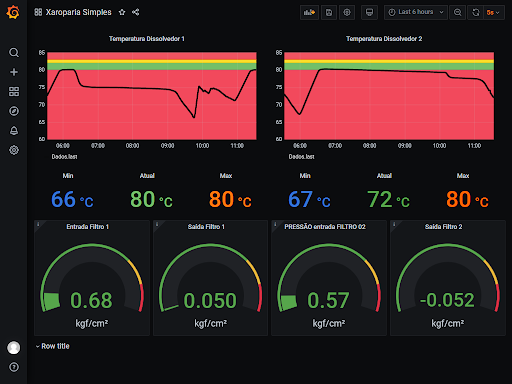 Xaroparia Simples
Last 6 hours
5s
Temperatura Dissolvedor 1
85
80
75
70
65
60
06:00
07:00
08:00
09:00
10:00
11:00
Dados.last
Temperatura Dissolvedor 2
85
80
75
70
65
60
06:00
07:00
08:00
09:00
10:00
11:00
Dados.last
Min
66 °C
Atual
80 °C
Max
80 °C
Min
67 °C
Atual
72 °C
Max
80 °C
Entrada Filtro 1
0.68
kgf/cm²
Saida Filtro 1
0.050
kgf/cm²
PRESSÃO entrada FILTRO 02
0.57
kgf/cm²
Saida Filtro 2
-0.052
kgf/cm²
Row title